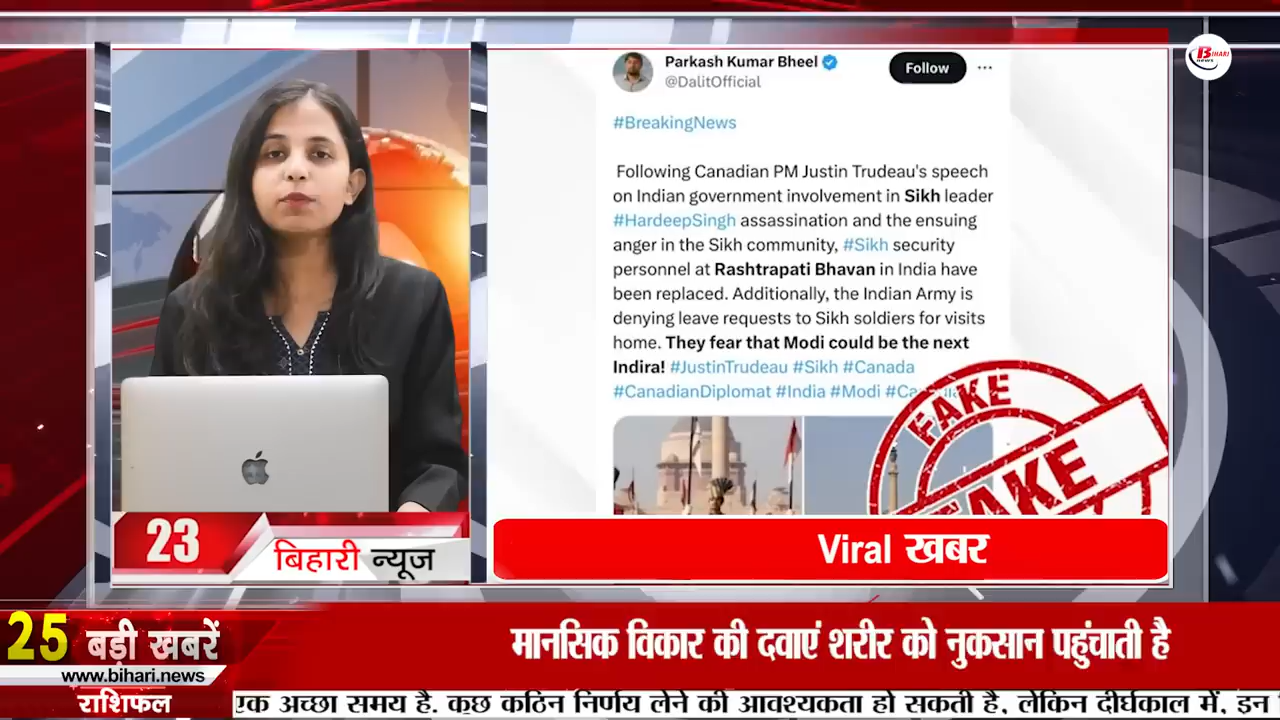 Parkash Kumar Bheel
@DalitOfficial
Follow
#BreakingNews
Following Canadian PM Justin Trudeau's speech
on Indian government involvement in Sikh leader
#HardeepSingh assassination and the ensuing
anger in the Sikh community, #Sikh security
personnel at Rashtrapati Bhavan in India have
been replaced. Additionally, the Indian Army is
denying leave requests to Sikh soldiers for visits
home. They fear that Modi could be the next
Indira! #JustinTrudeau #Sikh #Canada
#CanadianDiplomat #India #Modi
FAKE
FAKE
BIHARI
news
23
बिहारी न्यूज
Viral खबर
25 बड़ी खबरें
www.bihari.news
मानसिक विकार की दवाएं शरीर को नुकसान पहुंचाती है
राशिफल
एक अच्छा समय है. कुछ कठिन निर्णय लेने की आवश्यकता हो सकती है, लेकिन दीर्घकाल में, इन